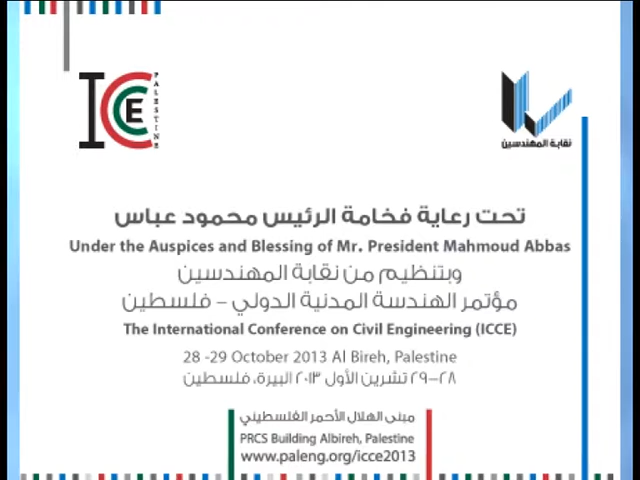 ICCE
PALESTINE
نقابة المهندسين
تحت رعاية فخامة الرئيس محمود عباس
Under the Auspices and Blessing of Mr. President Mahmoud Abbas
وبتنظيم من نقابة المهندسين
مؤتمر الهندسة المدنية الدولي - فلسطين
The International Conference on Civil Engineering (ICCE)
28 -29 October 2013 Al Bireh, Palestine
٢٨-٢٩ تشرين الأول ٢٠١٣ البيرة، فلسطين
مبنى الهلال الأحمر الفلسطيني
PRCS Building Albireh, Palestine
www.paleng.org/icce2013